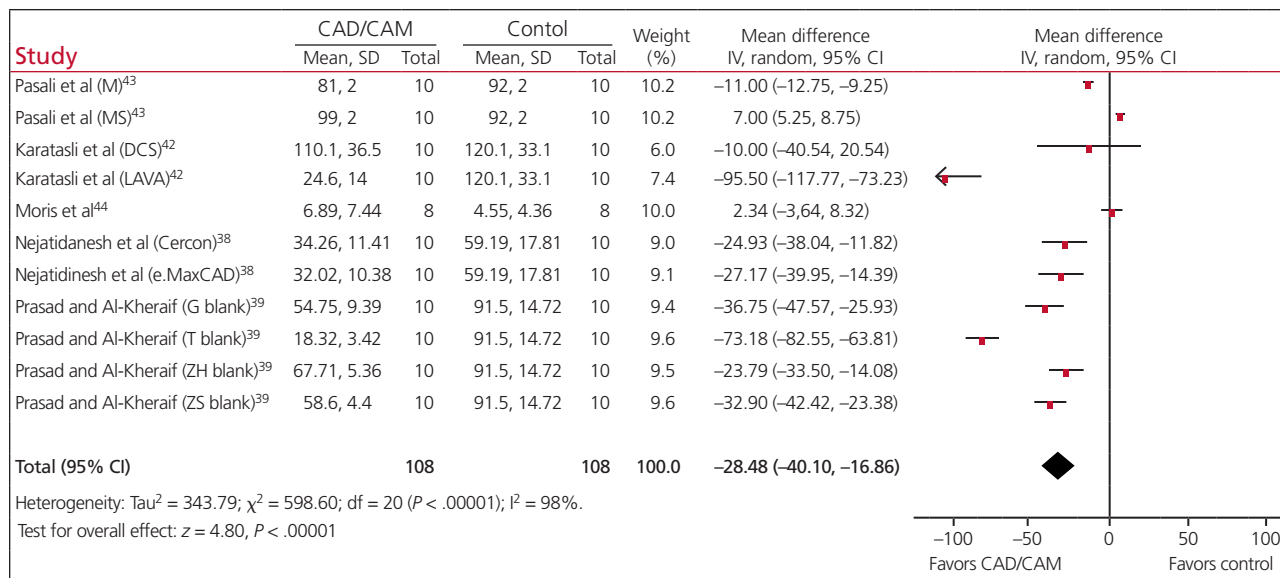 CAD/CAM Contol Weight Mean difference Mean difference
Study Mean, SD Total Mean, SD Total (%) IV, random, 95% CI IV, random, 95% CI
Pasali et al (M)43 81, 2 10 92, 2 10 10.2 –11.00 (–12.75, –9.25)
Pasali et al (MS)43 99, 2 10 92, 2 10 10.2 7.00 (5.25, 8.75)
Karatasli et al (DCS)42 110.1, 36.5 10 120.1, 33.1 10 6.0 –10.00 (–40.54, 20.54)
Karatasli et al (LAVA)42 24.6, 14 10 120.1, 33.1 10 7.4 –95.50 (–117.77, –73.23)
Moris et al44 6.89, 7.44 8 4.55, 4.36 8 10.0 2.34 (–3,64, 8.32)
Nejatidanesh et al (Cercon)38 34.26, 11.41 10 59.19, 17.81 10 9.0 –24.93 (–38.04, –11.82)
Nejatidinesh et al (e.MaxCAD)38 32.02, 10.38 10 59.19, 17.81 10 9.1 –27.17 (–39.95, –14.39)
Prasad and Al-Kheraif (G blank)39 54.75, 9.39 10 91.5, 14.72 10 9.4 –36.75 (–47.57, –25.93)
Prasad and Al-Kheraif (T blank)39 18.32, 3.42 10 91.5, 14.72 10 9.6 –73.18 (–82.55, –63.81)
Prasad and Al-Kheraif (ZH blank)39 67.71, 5.36 10 91.5, 14.72 10 9.5 –23.79 (–33.50, –14.08)
Prasad and Al-Kheraif (ZS blank)39 58.6, 4.4 10 91.5, 14.72 10 9.6 –32.90 (–42.42, –23.38)
Total (95% CI) 108 108 100.0 –28.48 (–40.10, –16.86)
Heterogeneity: Tau2 = 343.79; χ2 = 598.60; df = 20 (P < .00001); I2 = 98%.
Test for overall effect: z = 4.80, P < .00001
–100 –50 0 50 100
Favors CAD/CAM Favors control